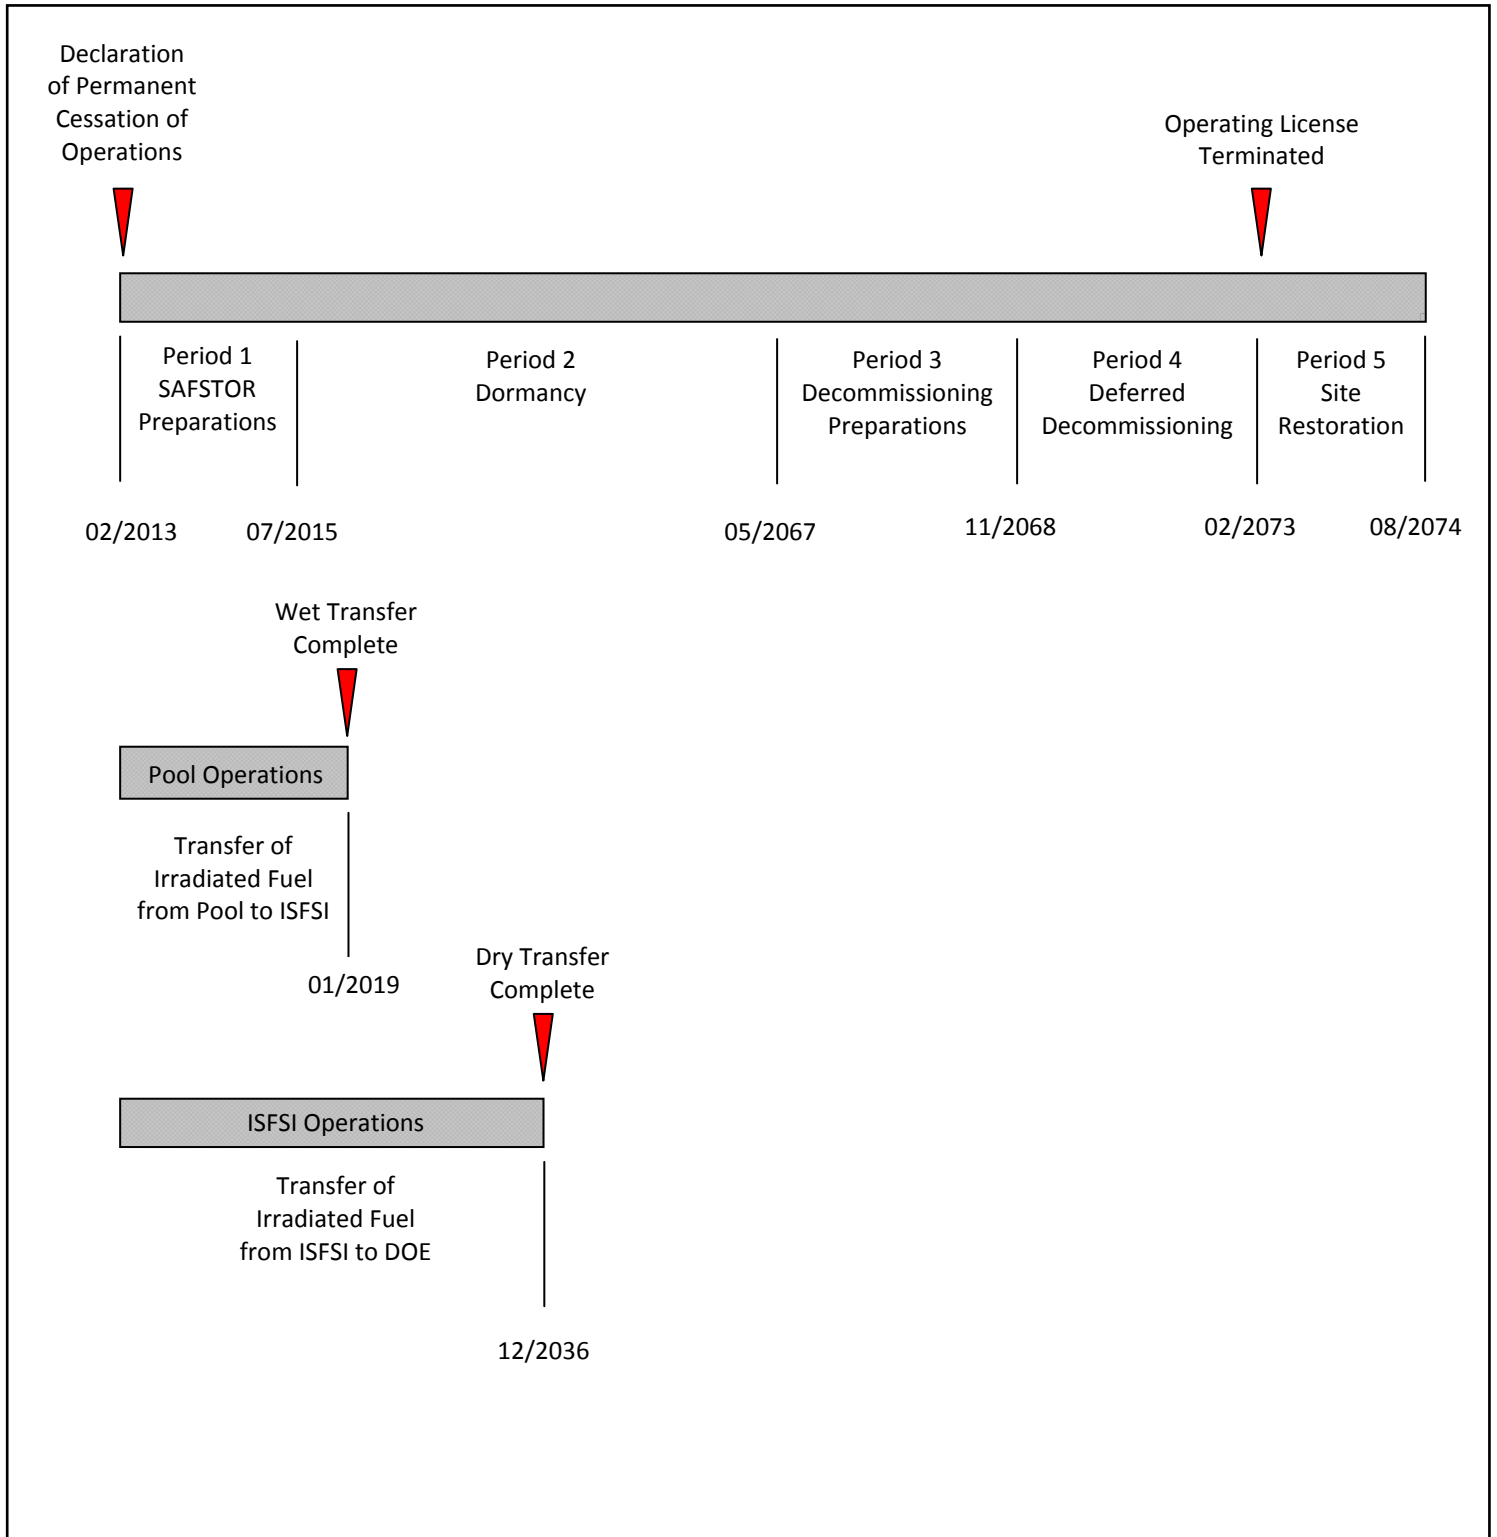 Declaration
of Permanent
Cessation of
Operations
Operating License
Terminated
Period 1
SAFSTOR
Preparations
Period 2
Dormancy
Period 3
Decommissioning
Preparations
Period 4
Deferred
Decommissioning
Period 5
Site
Restoration
02/2013
07/2015
05/2067
11/2068
02/2073
08/2074
Wet Transfer
Complete
Pool Operations
Transfer of
Irradiated Fuel
from Pool to ISFSI
01/2019
Dry Transfer
Complete
ISFSI Operations
Transfer of
Irradiated Fuel
from ISFSI to DOE
12/2036